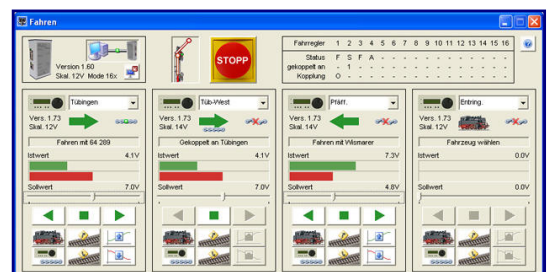 Fahren
Version 1.60
Skal. 12V Mode 16x
STOPP
Fahrregler 1 2 3 4 5 6 7 8 9 10 11 12 13 14 15 16
Status F S F A - - - - - - - - - - - -
gekoppelt an - 1 - - - - - - - - - - - - - -
Kopplung O - - - - - - - - - - - - - - -
Tübingen
Vers. 1.73
Skal. 12V
Fahren mit 64 289
Istwert 4.1V
Sollwert 7.0V
Tüb-West
Vers. 1.73
Skal. 14V
Gekoppelt an Tübingen
Istwert 4.1V
Sollwert 7.0V
Pfäff.
Vers. 1.73
Skal. 14V
Fahren mit Wismarer
Istwert 7.3V
Sollwert 4.8V
Entring.
Vers. 1.73
Skal. 12V
Fahrzeug wählen
Istwert 0.0V
Sollwert 0.0V